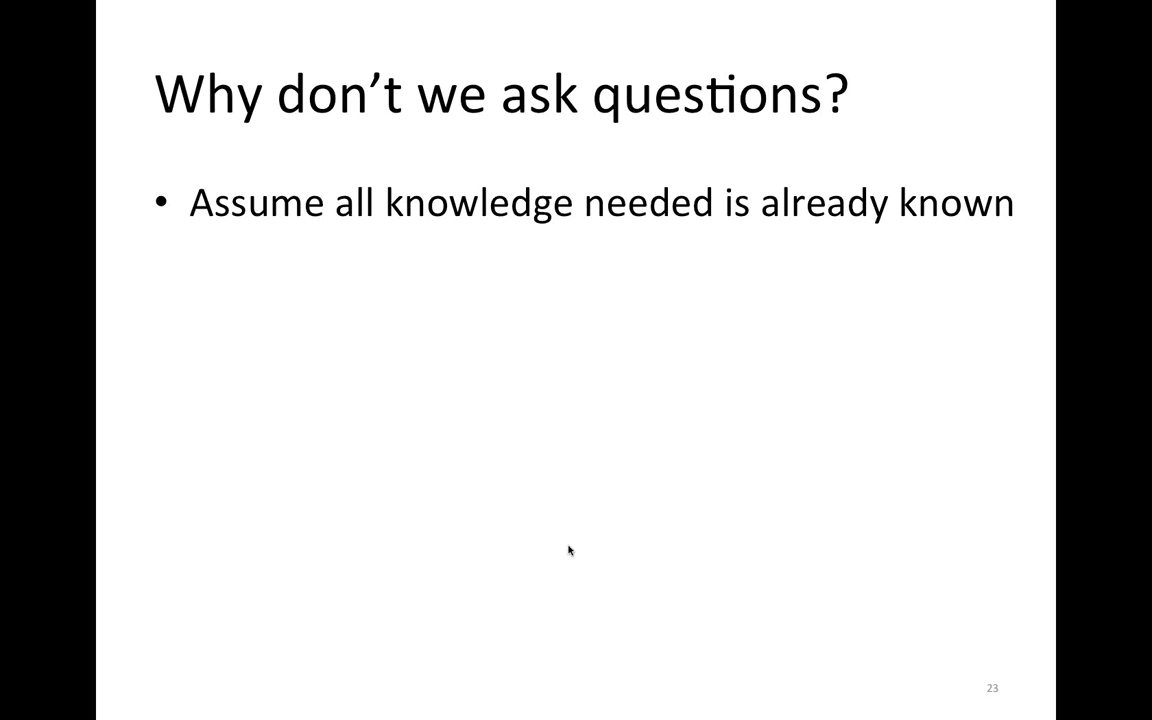 Why don’t we ask questions?
• Assume all knowledge needed is already known
23